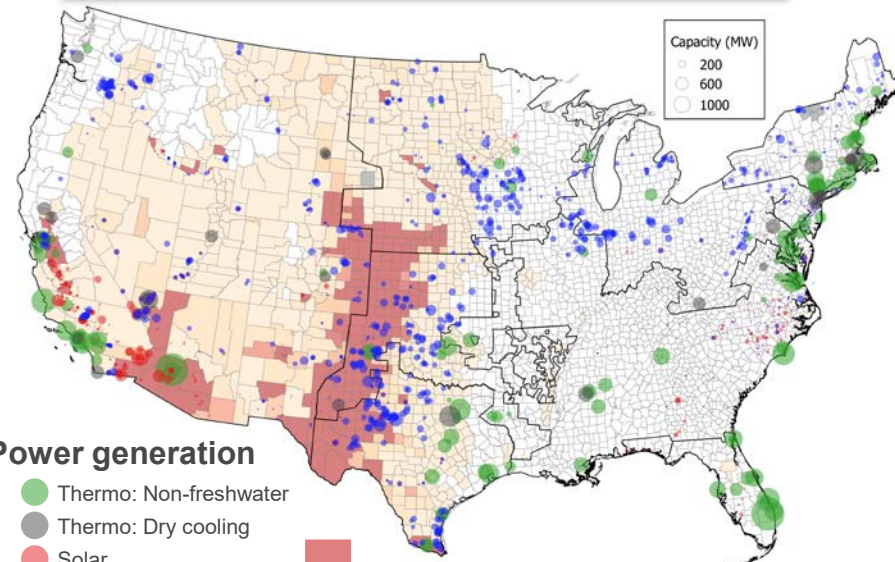 Capacity (MW)
200
600
1000
Power generation
Thermo: Non-freshwater
Thermo: Dry cooling
Solar